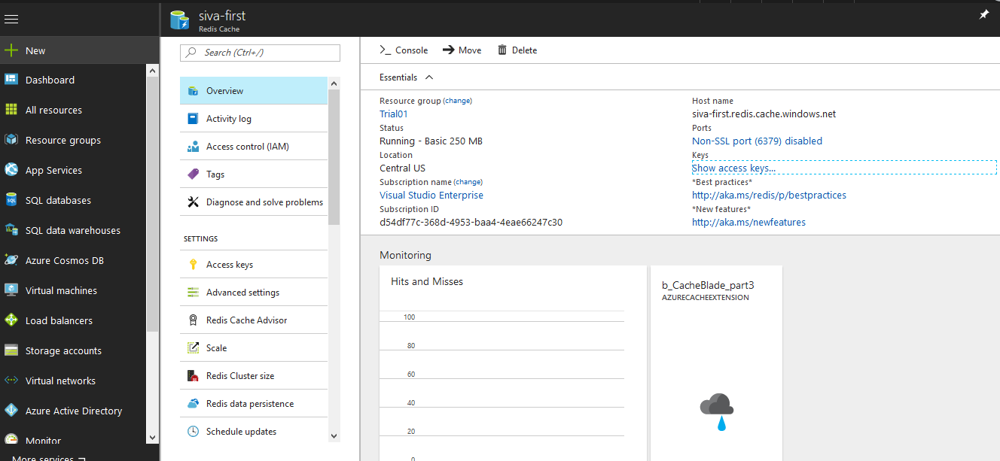 siva-first
Redis Cache
New
Dashboard
All resources
Resource groups
App Services
SQL databases
SQL data warehouses
Azure Cosmos DB
Virtual machines
Load balancers
Storage accounts
Virtual networks
Azure Active Directory
Monitor
More services
Search (Ctrl+/)
Overview
Activity log
Access control (IAM)
Tags
Diagnose and solve problems
SETTINGS
Access keys
Advanced settings
Redis Cache Advisor
Scale
Redis Cluster size
Redis data persistence
Schedule updates
Console Move Delete
Essentials
Resource group (change)
Trial01
Status
Running - Basic 250 MB
Location
Central US
Subscription name (change)
Visual Studio Enterprise
Subscription ID
d54df77c-368d-4953-baa4-4eae66247c30
Host name
siva-first.redis.cache.windows.net
Ports
Non-SSL port (6379) disabled
Keys
Show access keys...
*Best practices*
http://aka.ms/redis/p/bestpractices
*New features*
http://aka.ms/newfeatures
Monitoring
Hits and Misses
100
80
60
40
20
0
b_CacheBlade_part3
AZURECACHEEXTENSION